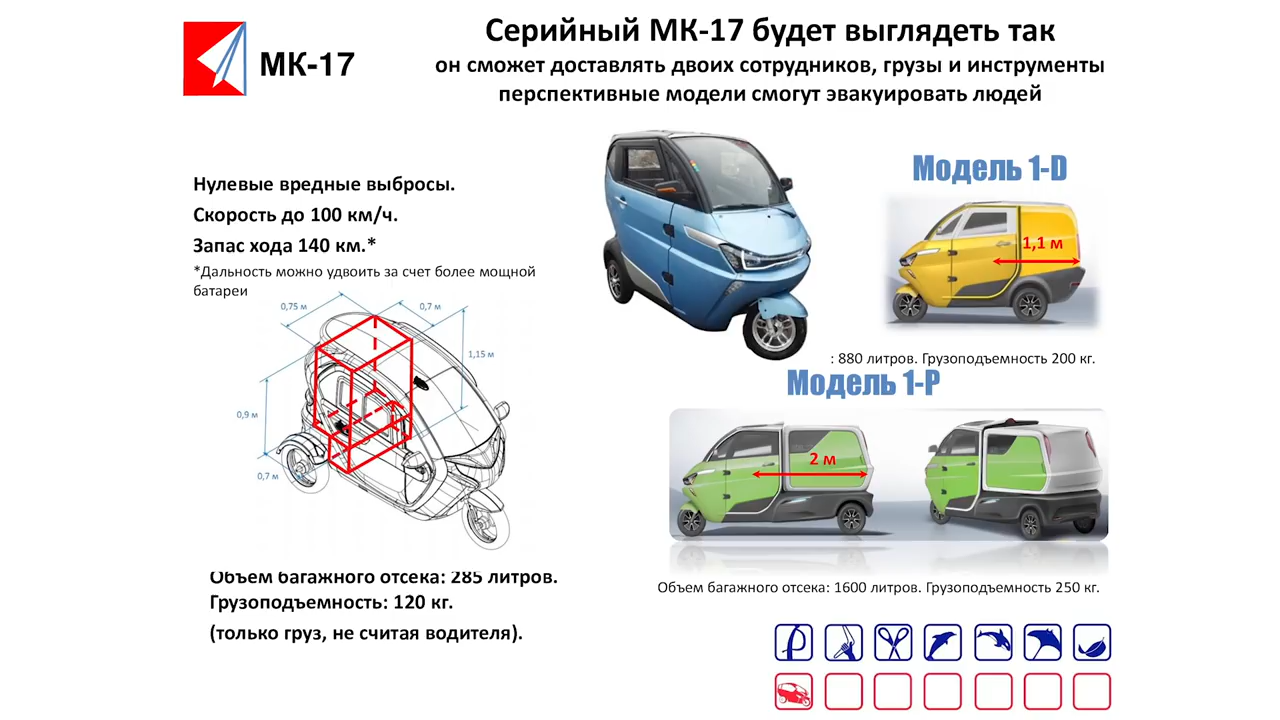 МК-17
Серийный МК-17 будет выглядеть так
он сможет доставлять двоих сотрудников, грузы и инструменты
перспективные модели смогут эвакуировать людей
Нулевые вредные выбросы.
Скорость до 100 км/ч.
Запас хода 140 км.*
*Дальность можно удвоить за счет более мощной
батареи
0,75 м
0,7 м
1,15 м
0,9 м
0,7 м
Объем багажного отсека: 285 литров.
Грузоподъемность: 120 кг.
(только груз, не считая водителя).
Модель 1-D
1,1 м
: 880 литров. Грузоподъемность 200 кг.
Модель 1-P
2 м
Объем багажного отсека: 1600 литров. Грузоподъемность 250 кг.